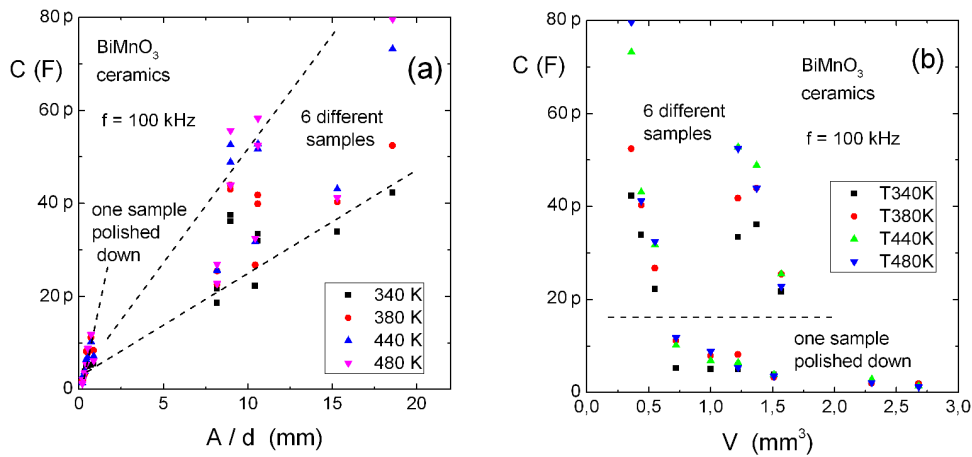 80 p
60 p
40 p
20 p
0
C (F)
BiMnO₃
ceramics
f = 100 kHz
(a)
6 different
samples
one sample
polished
down
340 K
380 K
440 K
480 K
0
5
10
15
20
A / d (mm)
80 p
60 p
40 p
20 p
0
C (F)
(b)
BiMnO₃
ceramics
6 different
samples
f = 100 kHz
T340K
T380K
T440K
T480K
one sample
polished down
0,0
0,5
1,0
1,5
2,0
2,5
3,0
V (mm³)